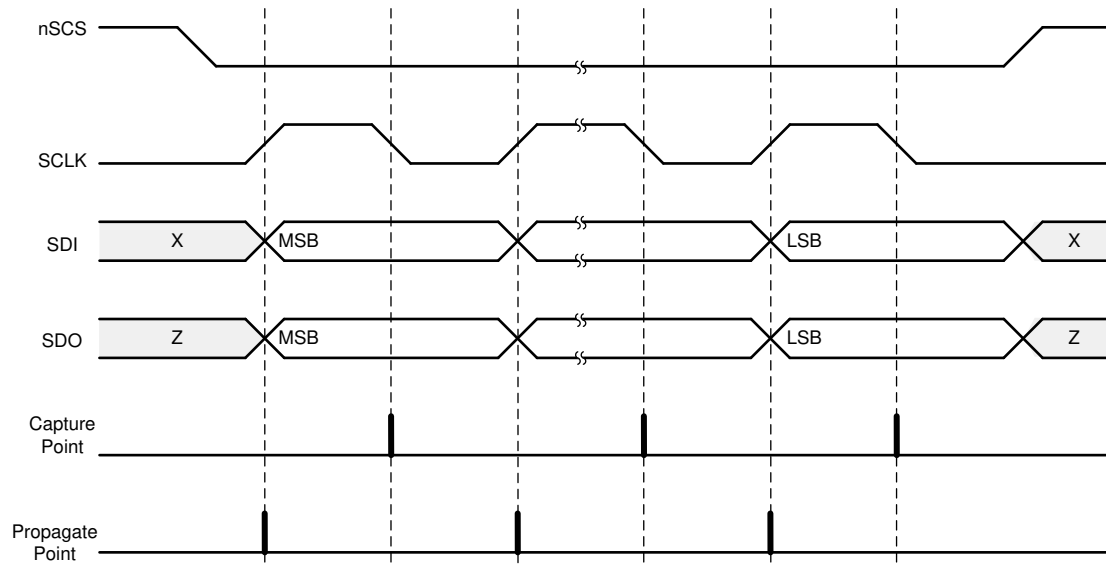 nSCS
SCLK
SDI
X
MSB
LSB
X
SDO
Z
MSB
LSB
Z
Capture
Point
Propagate
Point